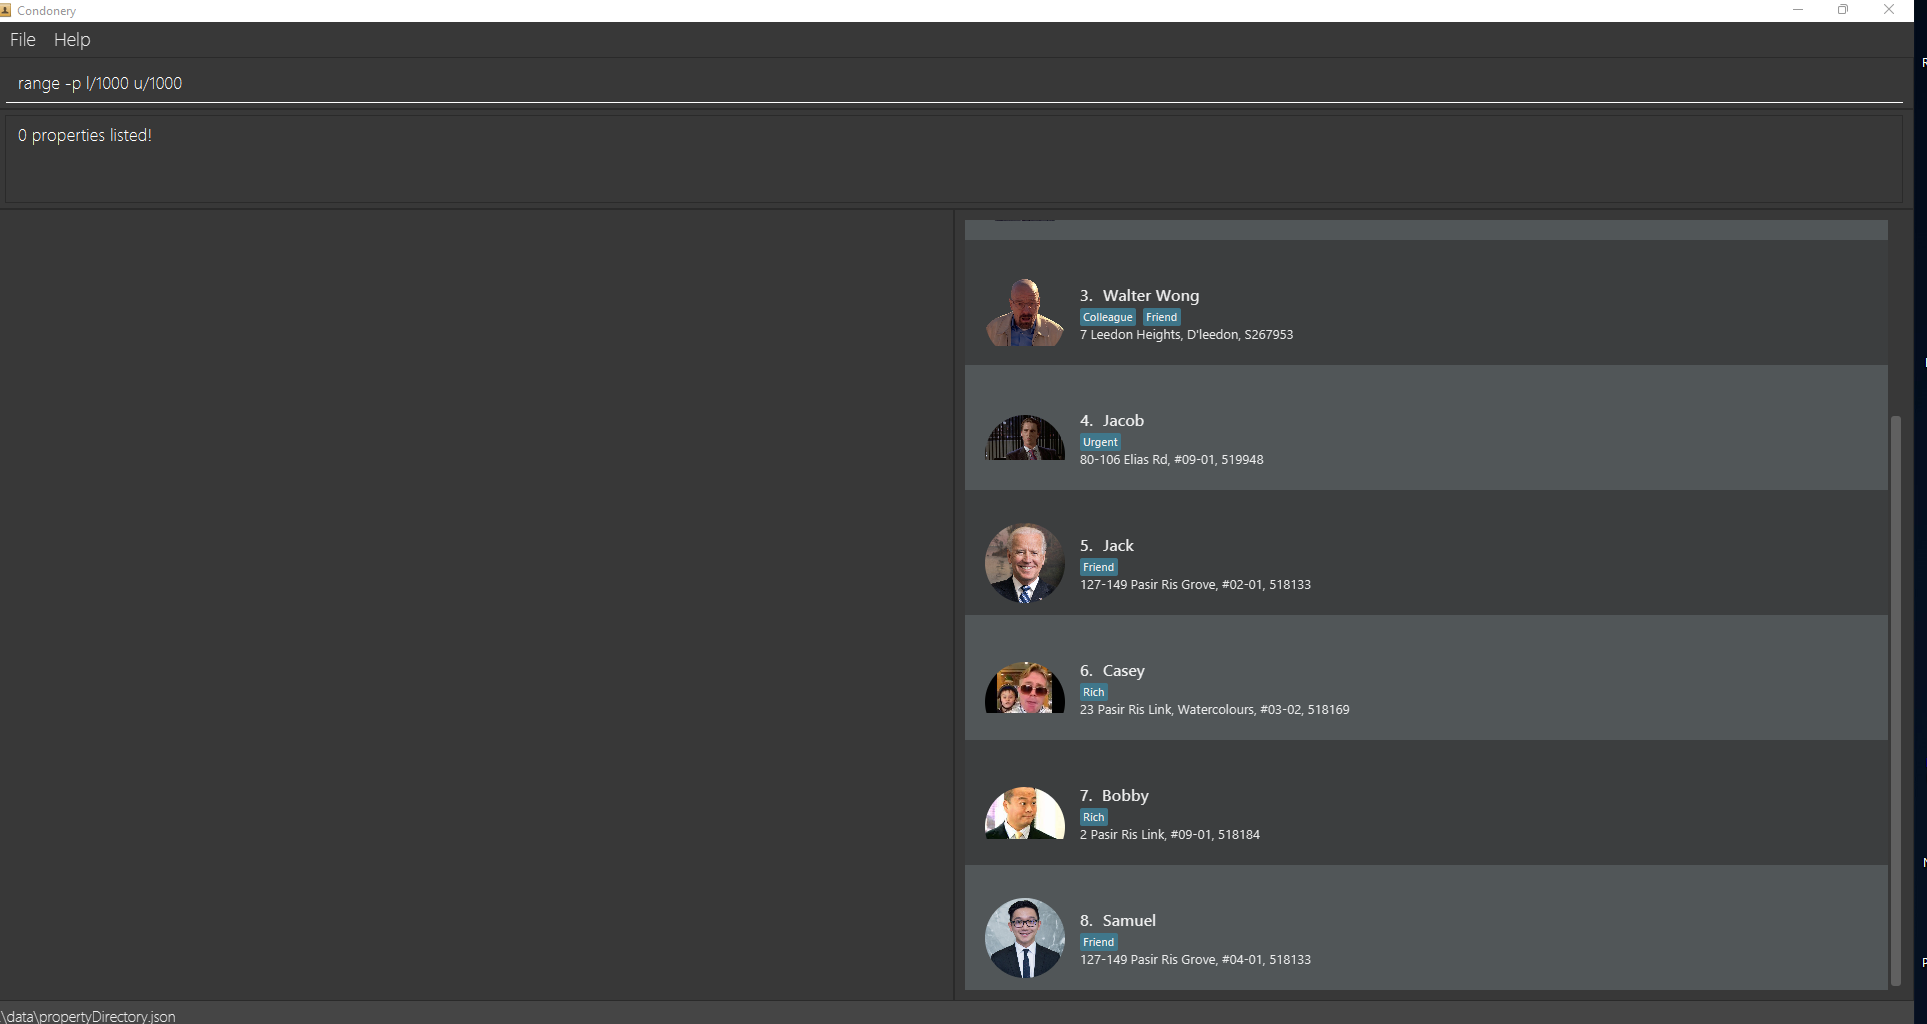 Condonery
File Help
range -p l/1000 u/1000
0 properties listed!
3. Walter Wong
Colleague Friend
7 Leedon Heights, D'leedon, S267953
4. Jacob
Urgent
80-106 Elias Rd, #09-01, 519948
5. Jack
Friend
127-149 Pasir Ris Grove, #02-01, 518133
6. Casey
Rich
23 Pasir Ris Link, Watercolours, #03-02, 518169
7. Bobby
Rich
2 Pasir Ris Link, #09-01, 518184
8. Samuel
Friend
127-149 Pasir Ris Grove, #04-01, 518133
\data\propertyDirectory.json